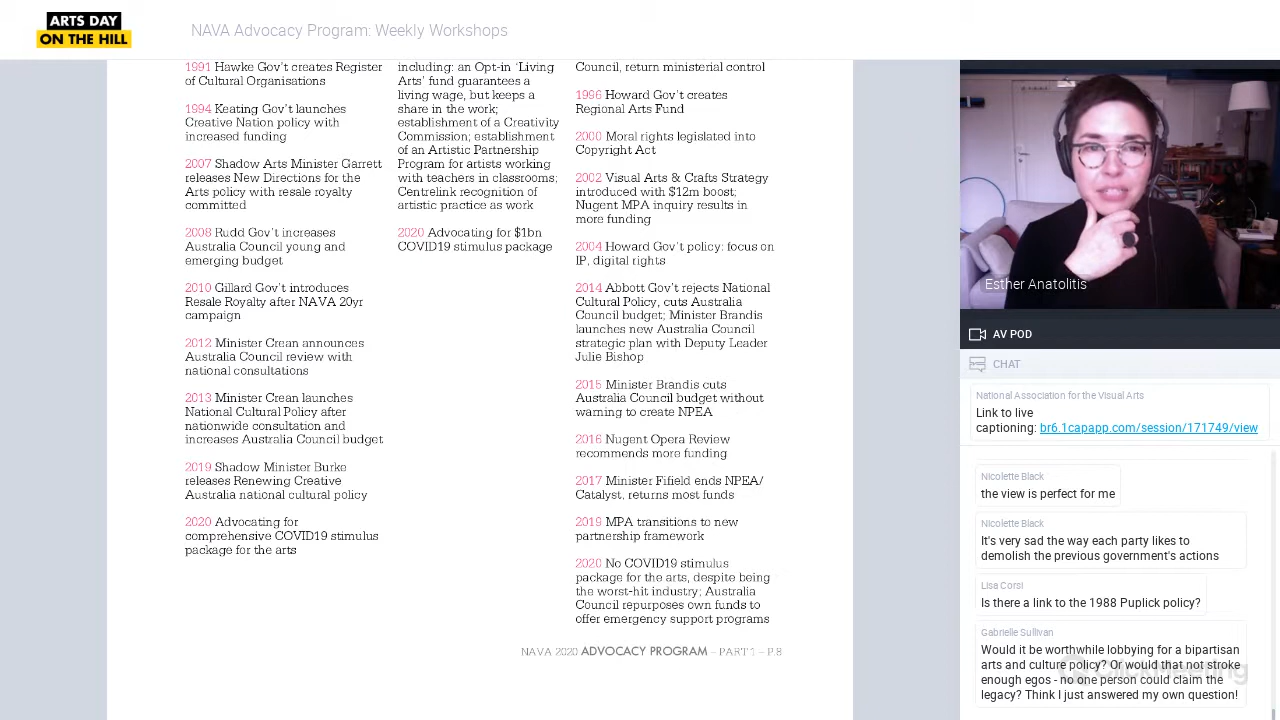 ARTS DAY
ON THE HILL
NAVA Advocacy Program: Weekly Workshops
1991 Hawke Gov't creates Register
of Cultural Organisations
1994 Keating Gov't launches
Creative Nation policy with
increased funding
2007 Shadow Arts Minister Garrett
releases New Directions for the
Arts policy with resale royalty
committed
2008 Rudd Gov't increases
Australia Council young and
emerging budget
2010 Gillard Gov't introduces
Resale Royalty after NAVA 20yr
campaign
2012 Minister Crean announces
Australia Council review with
national consultations
2013 Minister Crean launches
National Cultural Policy after
nationwide consultation and
increases Australia Council budget
2019 Shadow Minister Burke
releases Renewing Creative
Australia national cultural policy
2020 Advocating for
comprehensive COVID19 stimulus
package for the arts
including: an Opt-in 'Living
Arts' fund guarantees a
living wage, but keeps a
share in the work;
establishment of a Creativity
Commission; establishment
of an Artistic Partnership
Program for artists working
with teachers in classrooms;
Centrelink recognition of
artistic practice as work
2020 Advocating for $1bn
COVID19 stimulus package
Council, return ministerial control
1996 Howard Gov't creates
Regional Arts Fund
2000 Moral rights legislated into
Copyright Act
2002 Visual Arts & Crafts Strategy
introduced with $12m boost;
Nugent MPA inquiry results in
more funding
2004 Howard Gov't policy: focus on
IP, digital rights
2014 Abbott Gov't rejects National
Cultural Policy, cuts Australia
Council budget; Minister Brandis
launches new Australia Council
strategic plan with Deputy Leader
Julie Bishop
2015 Minister Brandis cuts
Australia Council budget without
warning to create NPEA
2016 Nugent Opera Review
recommends more funding
2017 Minister Fifield ends NPEA/
Catalyst, returns most funds
2019 MPA transitions to new
partnership framework
2020 No COVID19 stimulus
package for the arts, despite being
the worst-hit industry; Australia
Council repurposes own funds to
offer emergency support programs
NAVA 2020 ADVOCACY PROGRAM – PART 1 – P.8
Esther Anatolitis
AV POD
CHAT
National Association for the Visual Arts
Link to live
captioning: br6.1capapp.com/session/171749/view
Nicolette Black
the view is perfect for me
Nicolette Black
It's very sad the way each party likes to
demolish the previous government's actions
Lisa Corsi
Is there a link to the 1988 Puplick policy?
Gabrielle Sullivan
Would it be worthwhile lobbying for a bipartisan
arts and culture policy? Or would that not stroke
enough egos - no one person could claim the
legacy? Think I just answered my own question!
ClickMeeting